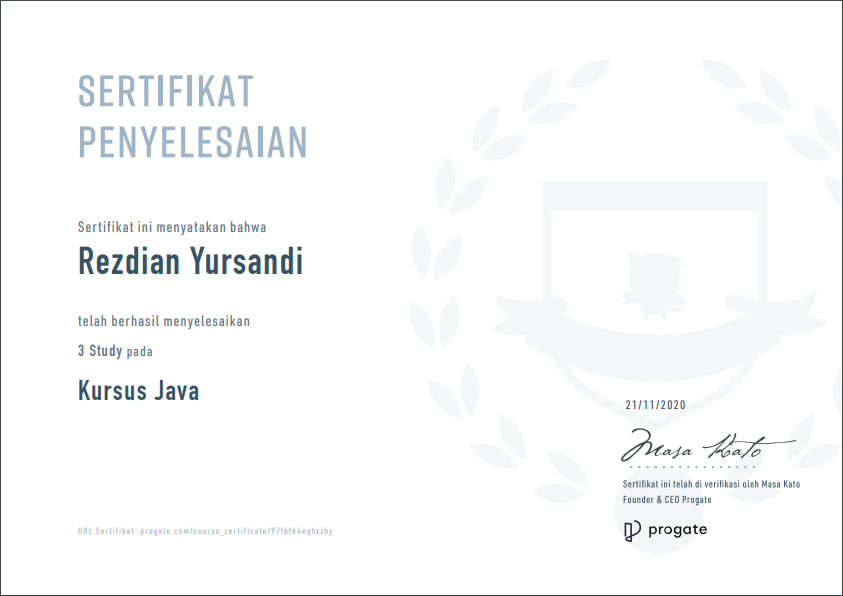 SERTIFIKAT
PENYELESAIAN
Sertifikat ini menyatakan bahwa
Rezdian Yursandi
telah berhasil menyelesaikan
3 Study pada
Kursus Java
21/11/2020
Masa Kato
Sertifikat ini telah di verifikasi oleh Masa Kato
Founder & CEO Progate
progate
URL Sertifikat: progate.com/course_certificate/97fbf64eqhxzhy